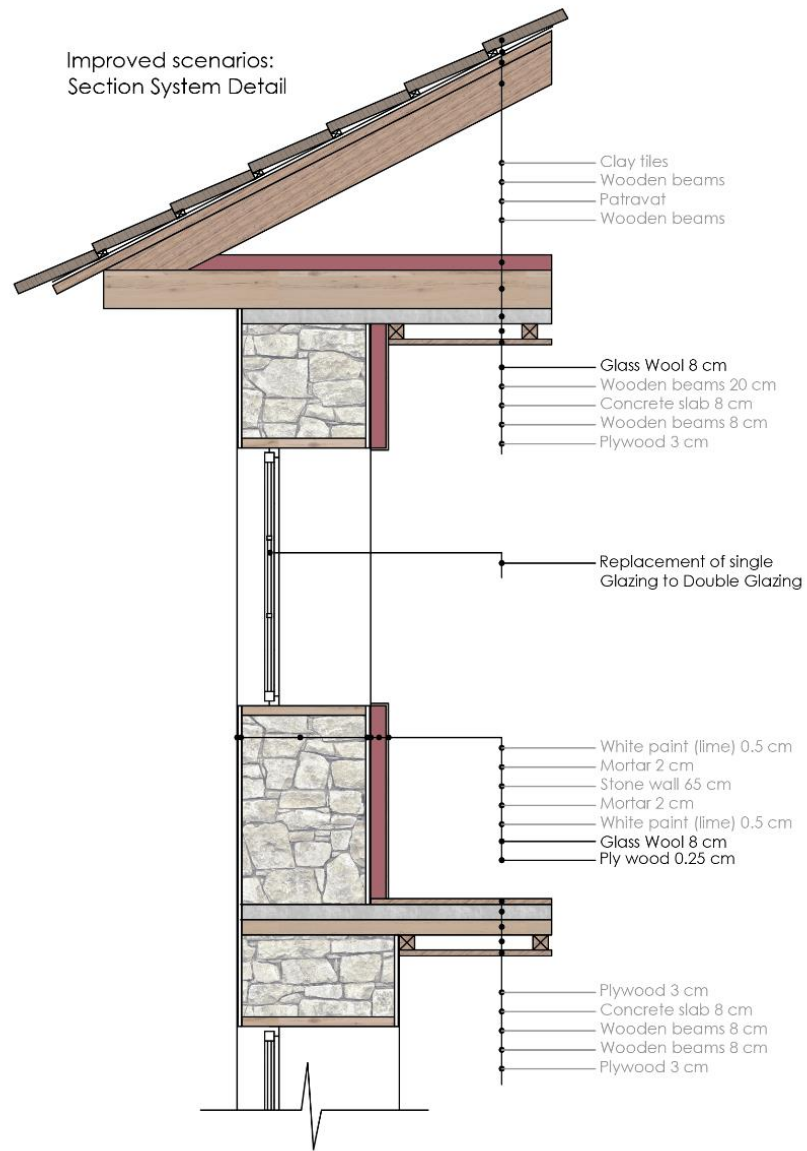 Improved scenarios:
Section System Detail
Clay tiles
Wooden beams
Patravat
Wooden beams
Glass Wool 8 cm
Wooden beams 20 cm
Concrete slab 8 cm
Wooden beams 8 cm
Plywood 3 cm
Replacement of single
Glazing to Double Glazing
White paint (lime) 0.5 cm
Mortar 2 cm
Stone wall 65 cm
Mortar 2 cm
White paint (lime) 0.5 cm
Glass Wool 8 cm
Ply wood 0.25 cm
Plywood 3 cm
Concrete slab 8 cm
Wooden beams 8 cm
Wooden beams 8 cm
Plywood 3 cm